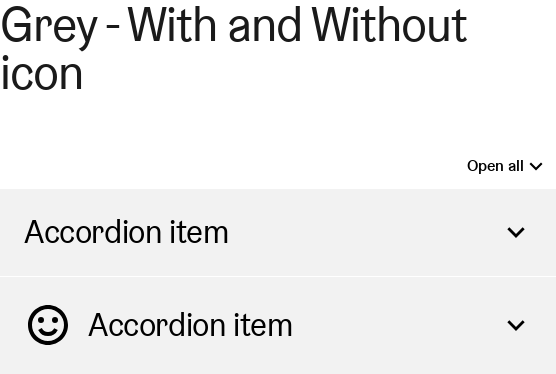 Grey - With and Without
icon
Open all
Accordion item
Accordion item